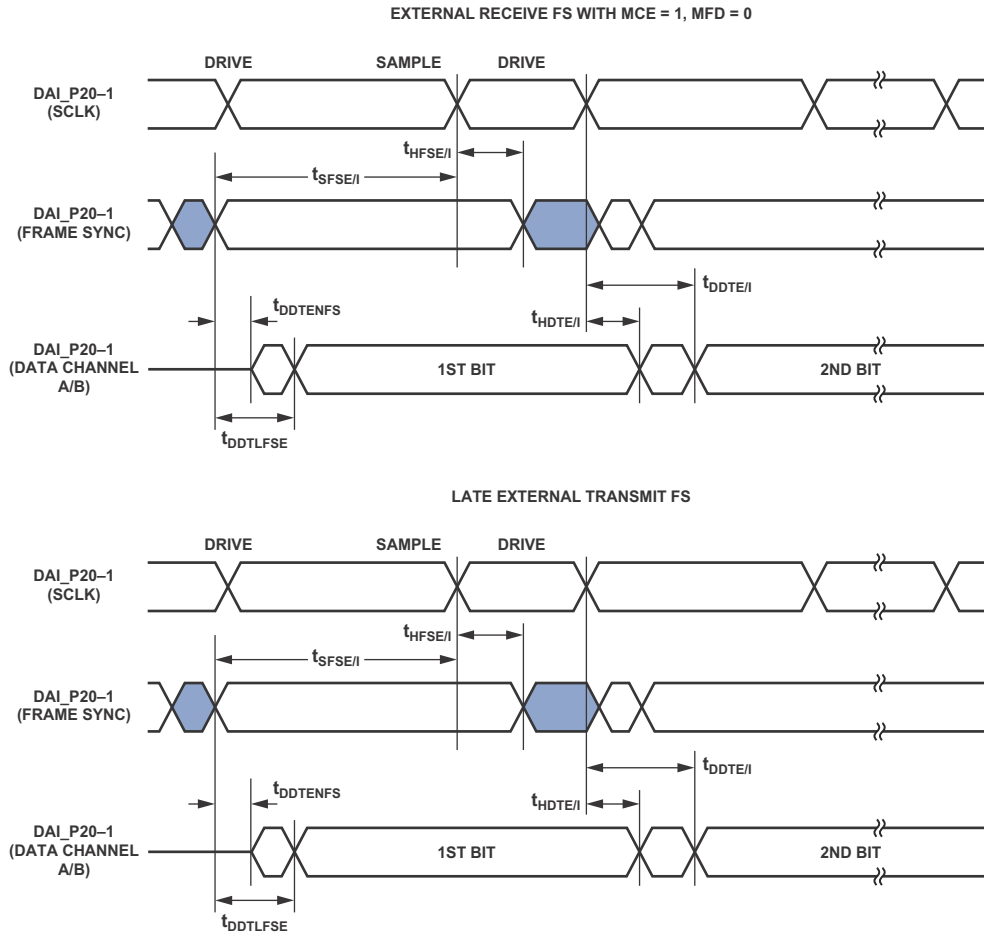 EXTERNAL RECEIVE FS WITH MCE = 1, MFD = 0
DRIVE SAMPLE DRIVE
DAI_P20–1
(SCLK)
tHFSE/I
tSFSE/I
DAI_P20–1
(FRAME SYNC)
tDDTE/I
tDDTENFS
tHDTE/I
DAI_P20–1
(DATA CHANNEL
A/B)
1ST BIT 2ND BIT
tDDTLFSE
LATE EXTERNAL TRANSMIT FS
DRIVE SAMPLE DRIVE
DAI_P20–1
(SCLK)
tHFSE/I
tSFSE/I
DAI_P20–1
(FRAME SYNC)
tDDTE/I
tDDTENFS
tHDTE/I
DAI_P20–1
(DATA CHANNEL
A/B)
1ST BIT 2ND BIT
tDDTLFSE